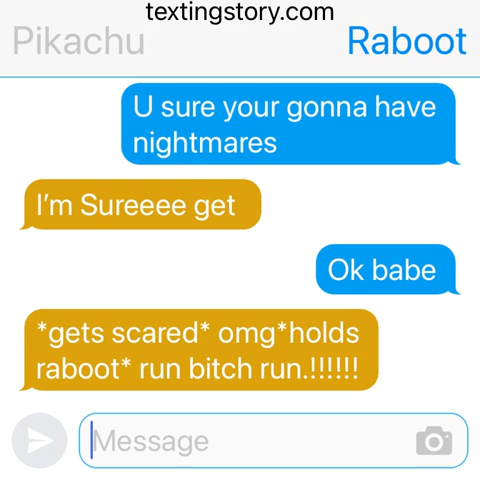 textingstory.com
Pikachu Raboot
U sure your gonna have
nightmares
I'm Sureeee get
Ok babe
*gets scared* omg*holds
raboot* run bitch run.!!!!!!
Message